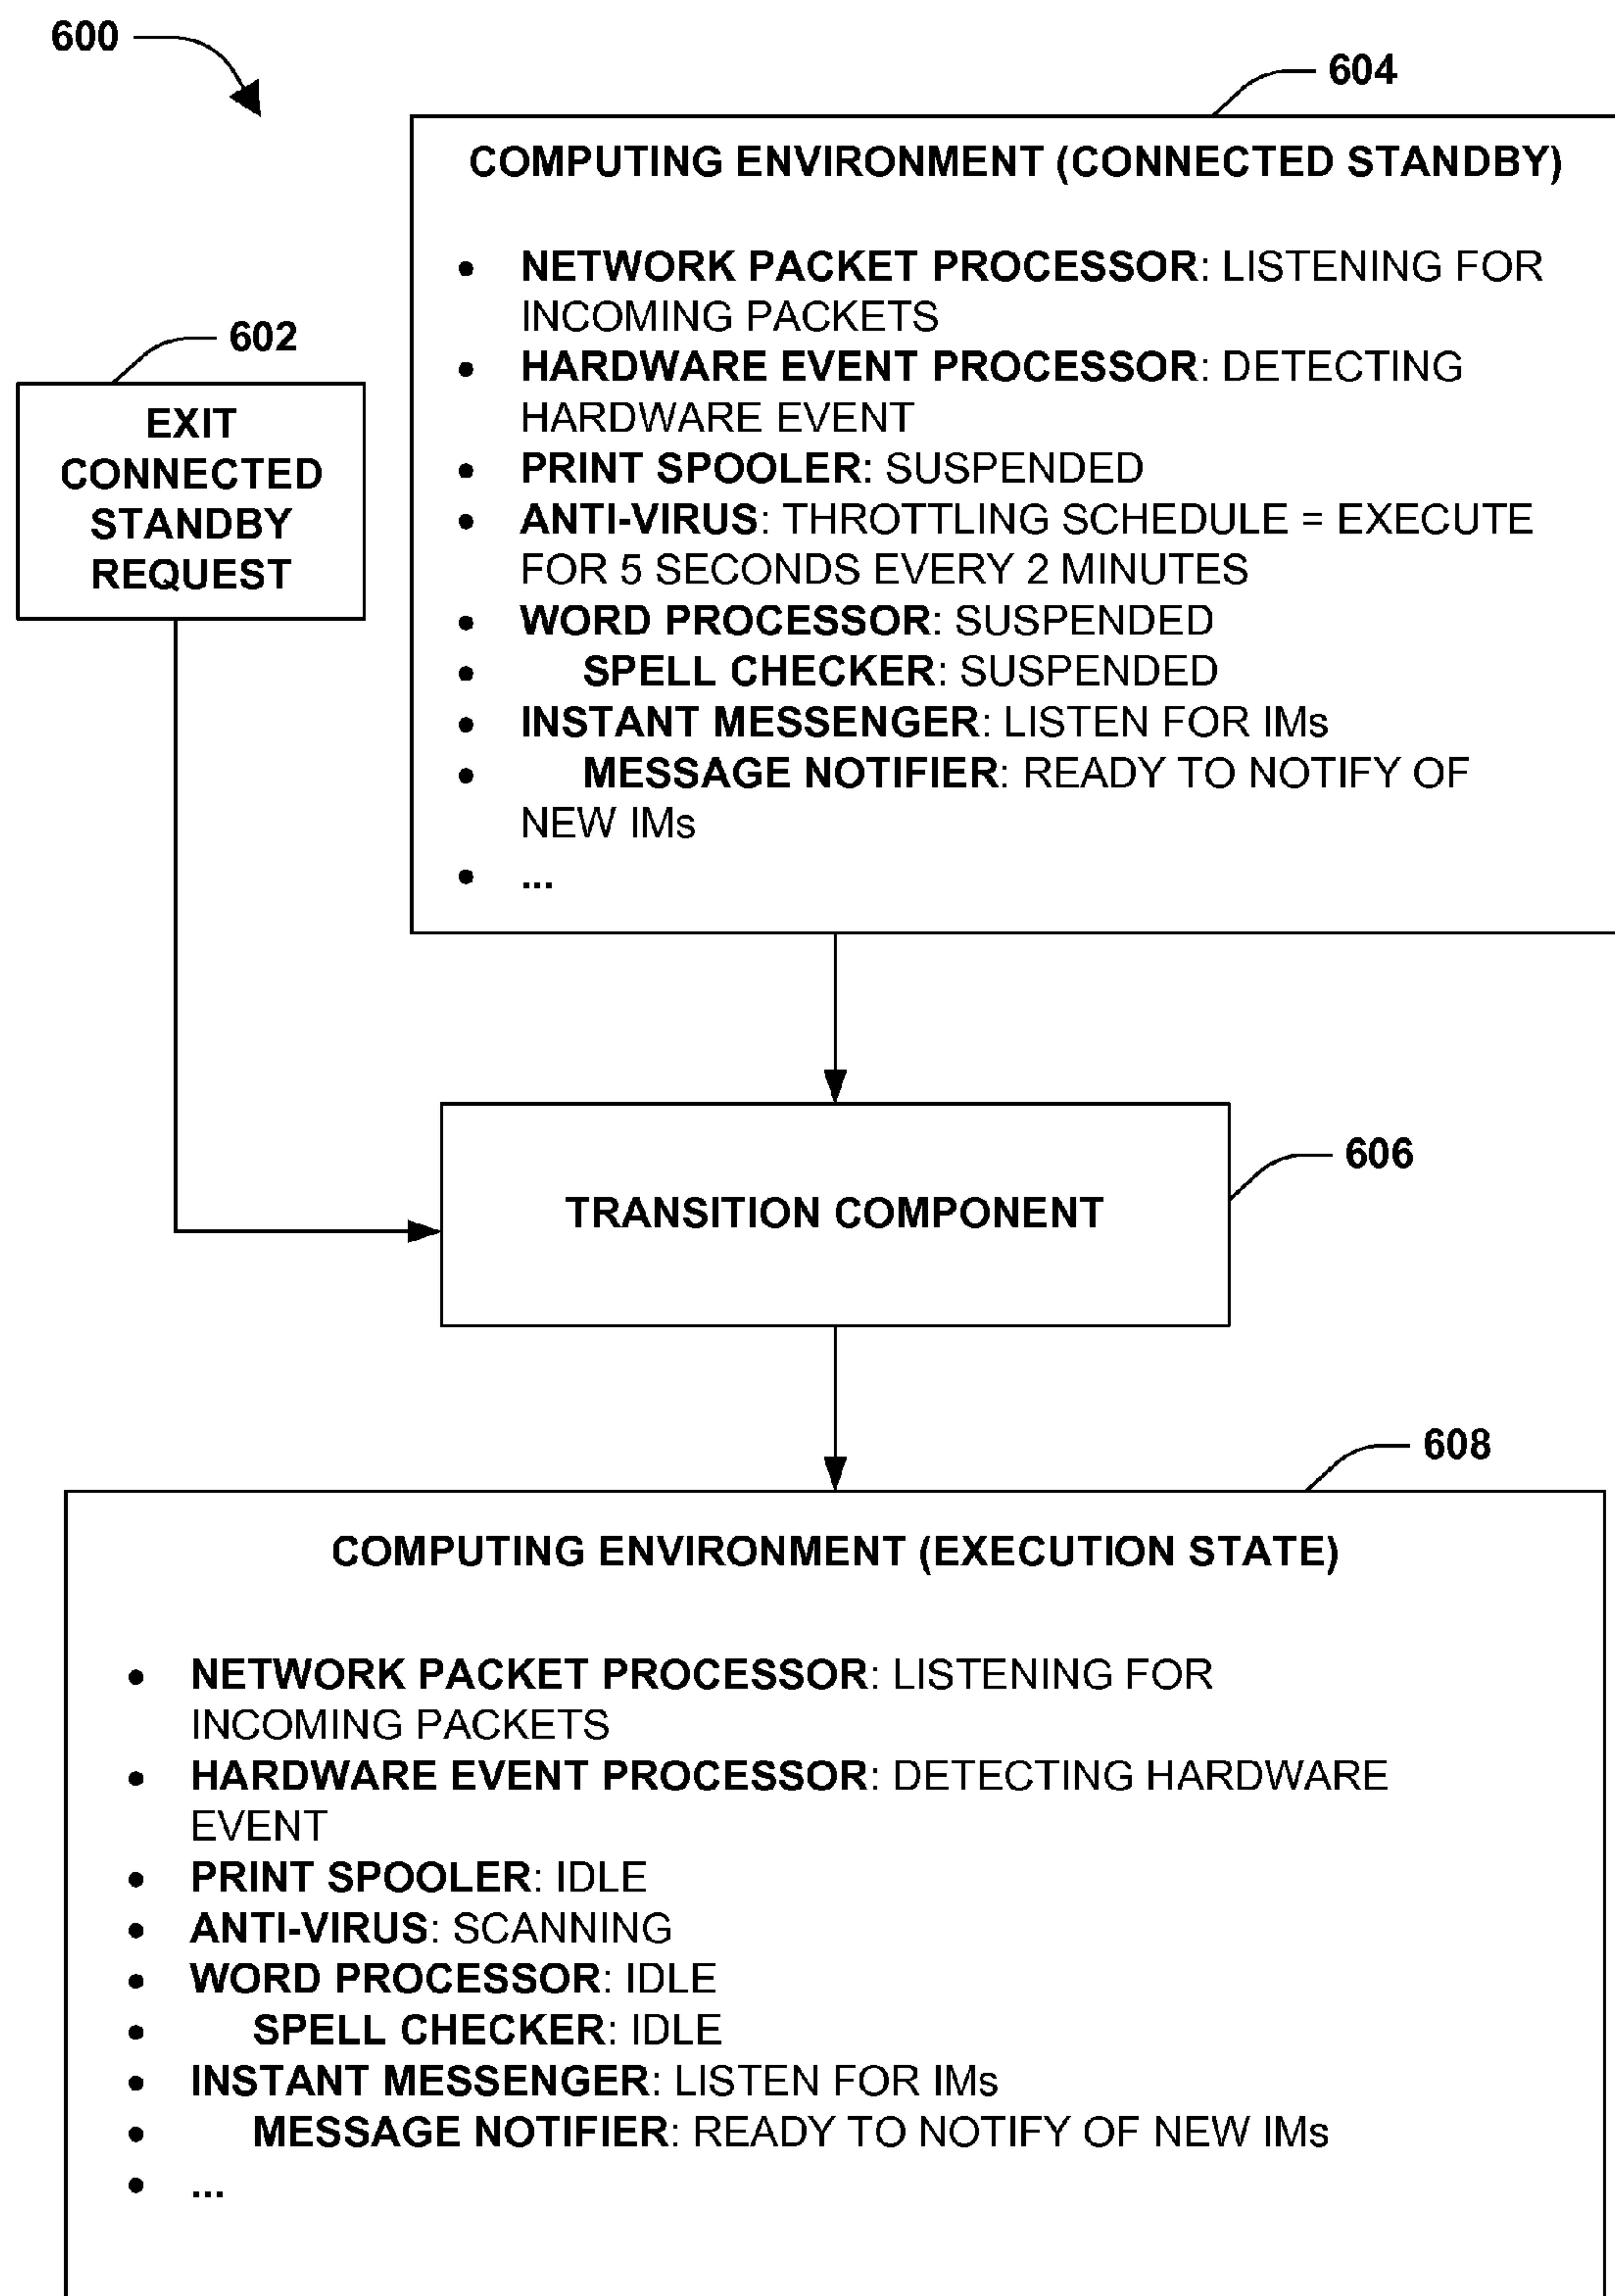 600
604
COMPUTING ENVIRONMENT (CONNECTED STANDBY)
• NETWORK PACKET PROCESSOR: LISTENING FOR
INCOMING PACKETS
• HARDWARE EVENT PROCESSOR: DETECTING
HARDWARE EVENT
• PRINT SPOOLER: SUSPENDED
• ANTI-VIRUS: THROTTLING SCHEDULE = EXECUTE
FOR 5 SECONDS EVERY 2 MINUTES
• WORD PROCESSOR: SUSPENDED
• SPELL CHECKER: SUSPENDED
• INSTANT MESSENGER: LISTEN FOR IMs
• MESSAGE NOTIFIER: READY TO NOTIFY OF
NEW IMs
• ...
602
EXIT
CONNECTED
STANDBY
REQUEST
606
TRANSITION COMPONENT
608
COMPUTING ENVIRONMENT (EXECUTION STATE)
• NETWORK PACKET PROCESSOR: LISTENING FOR
INCOMING PACKETS
• HARDWARE EVENT PROCESSOR: DETECTING HARDWARE
EVENT
• PRINT SPOOLER: IDLE
• ANTI-VIRUS: SCANNING
• WORD PROCESSOR: IDLE
• SPELL CHECKER: IDLE
• INSTANT MESSENGER: LISTEN FOR IMs
• MESSAGE NOTIFIER: READY TO NOTIFY OF NEW IMs
• ...